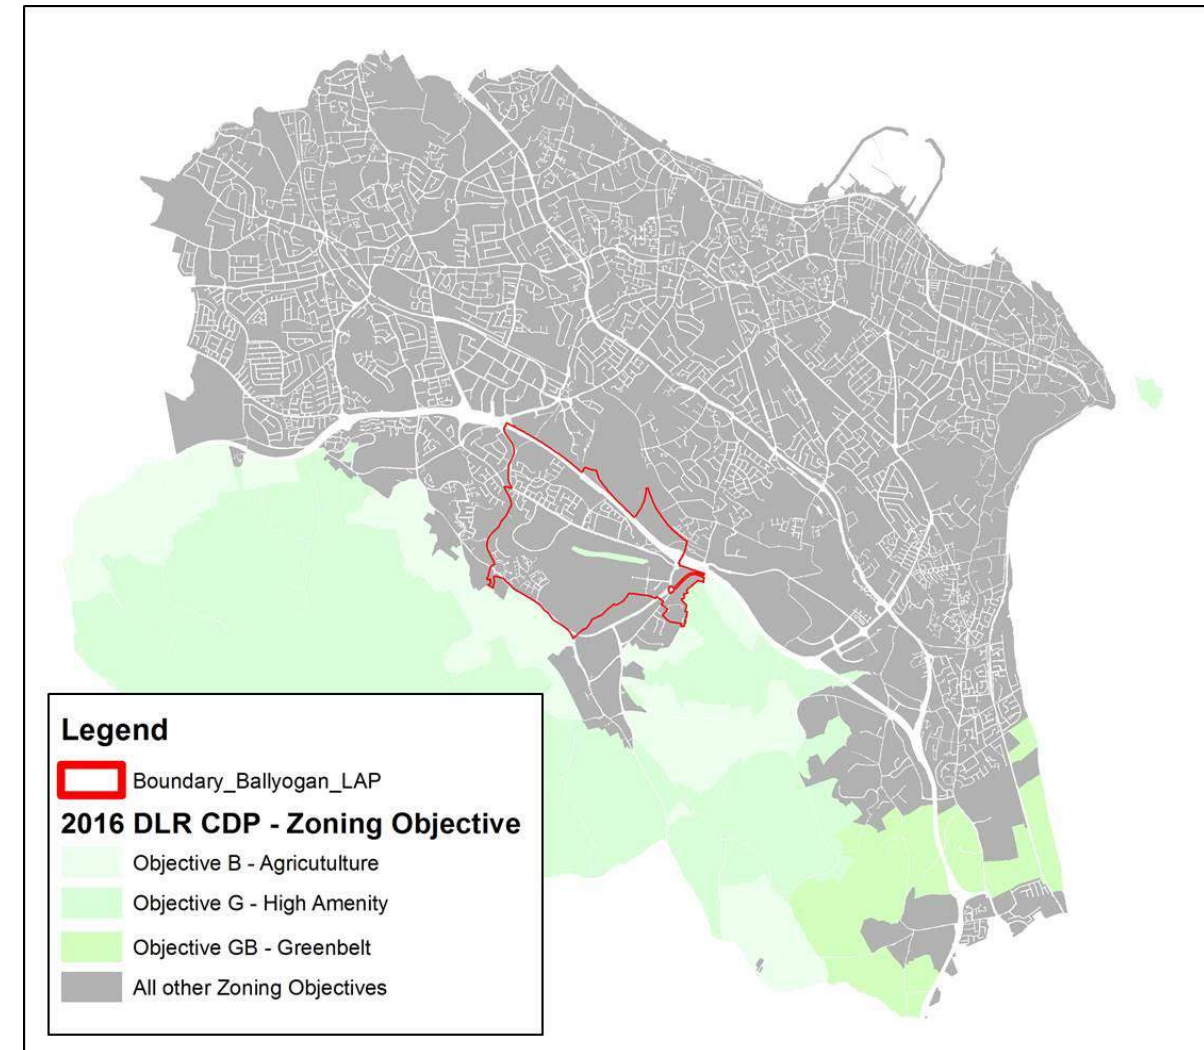 Legend
Boundary_Ballyogan_LAP
2016 DLR CDP - Zoning Objective
Objective B - Agricutulture
Objective G - High Amenity
Objective GB - Greenbelt
All other Zoning Objectives